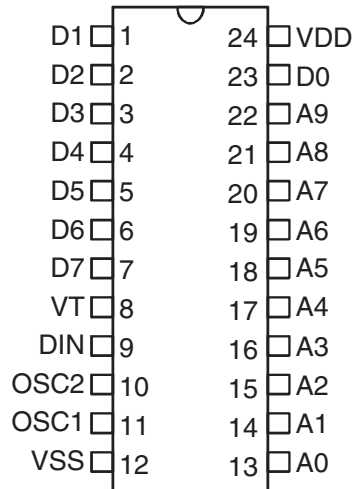 D1 1 24 VDD
D2 2 23 D0
D3 3 22 A9
D4 4 21 A8
D5 5 20 A7
D6 6 19 A6
D7 7 18 A5
VT 8 17 A4
DIN 9 16 A3
OSC2 10 15 A2
OSC1 11 14 A1
VSS 12 13 A0